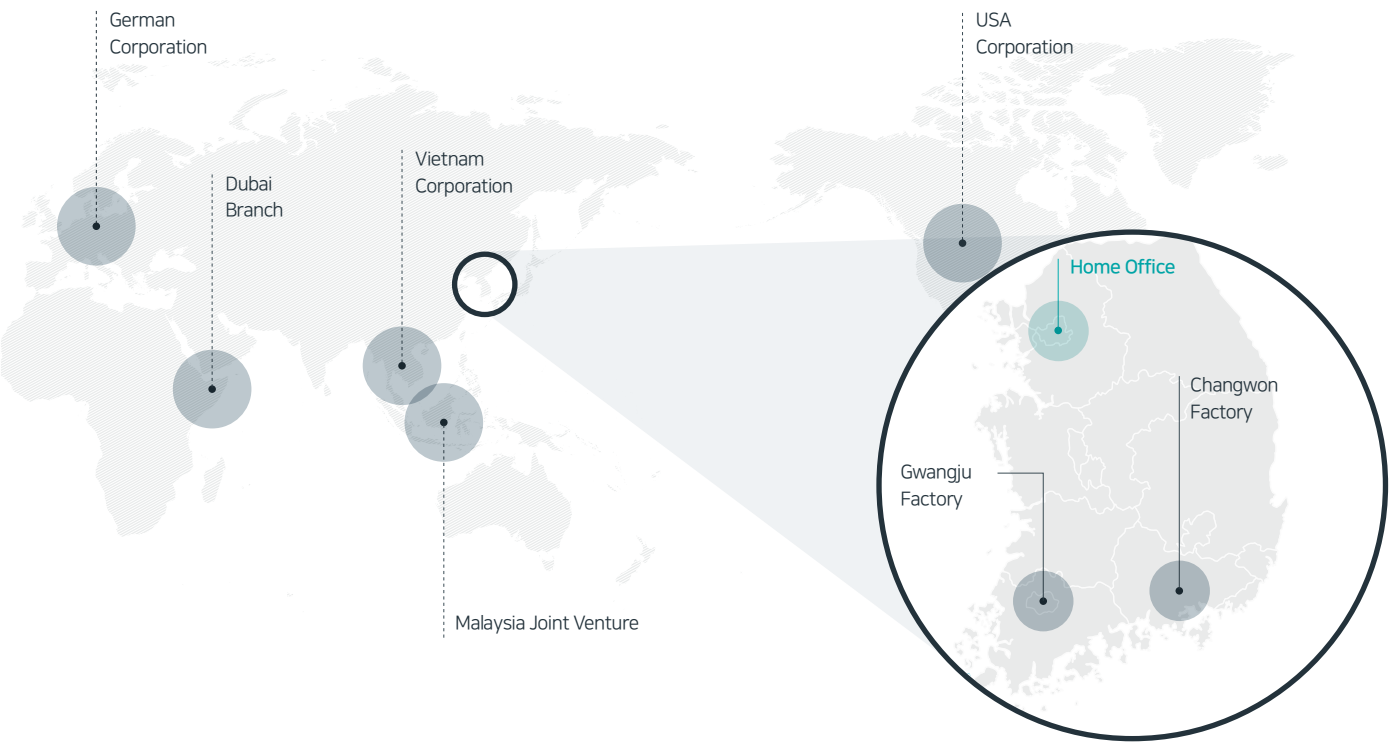 German
Corporation
USA
Corporation
Vietnam
Corporation
Dubai
Branch
Home Office
Changwon
Factory
Gwangju
Factory
Malaysia Joint Venture